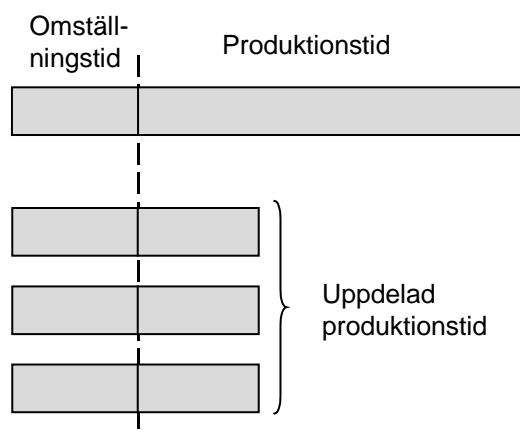 Omställ-
ningstid
Produktionstid
Uppdelad
produktionstid